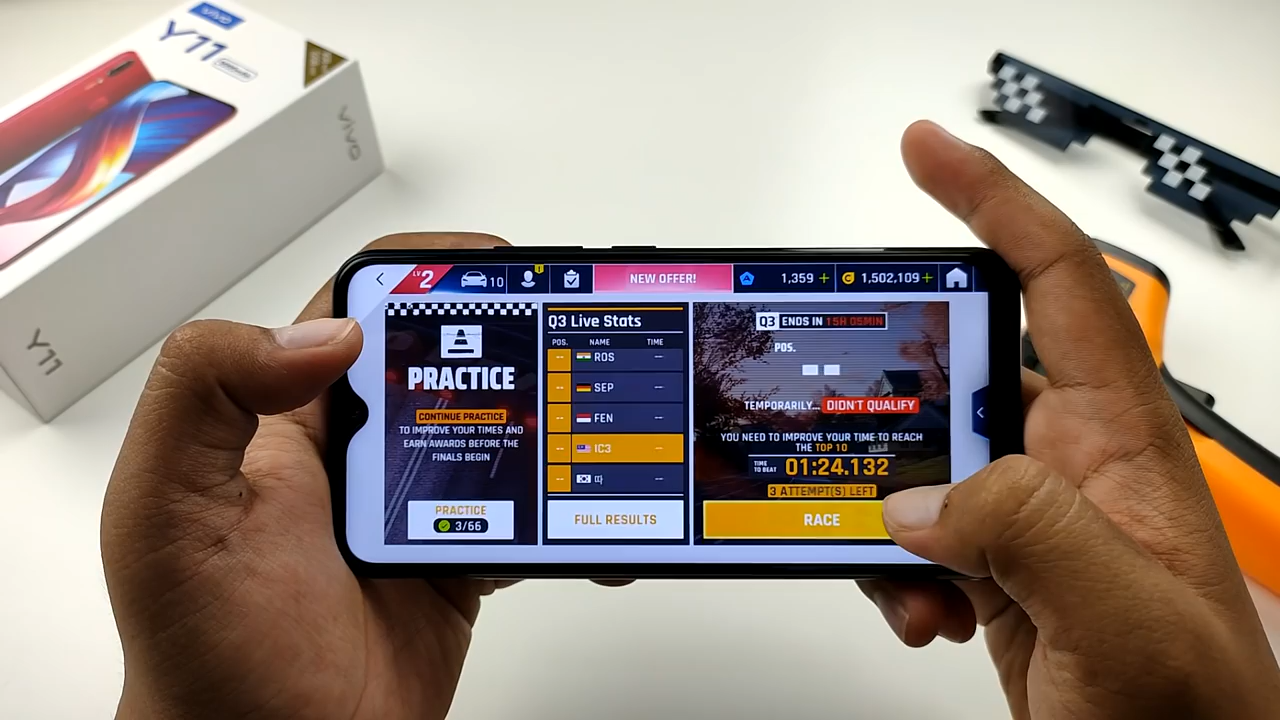 vivo
Y11
vivo
Y11
LV 2
10
NEW OFFER!
1,359 +
1,502,109 +
PRACTICE
CONTINUE PRACTICE
TO IMPROVE YOUR TIMES AND
EARN AWARDS BEFORE THE
FINALS BEGIN
PRACTICE
3/66
Q3 Live Stats
POS. NAME TIME
-- ROS --
-- SEP --
-- FEN --
-- IC3 --
-- 띠 --
FULL RESULTS
Q3 ENDS IN 15H 05MIN
POS.
--
TEMPORARILY... DIDN'T QUALIFY
YOU NEED TO IMPROVE YOUR TIME TO REACH
THE TOP 10
TIME TO BEAT 01:24.132
3 ATTEMPT(S) LEFT
RACE